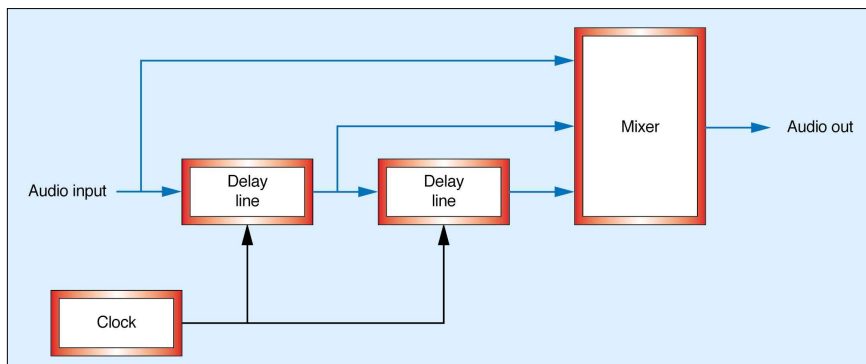 Mixer
Audio out
Audio input
Delay
line
Delay
line
Clock